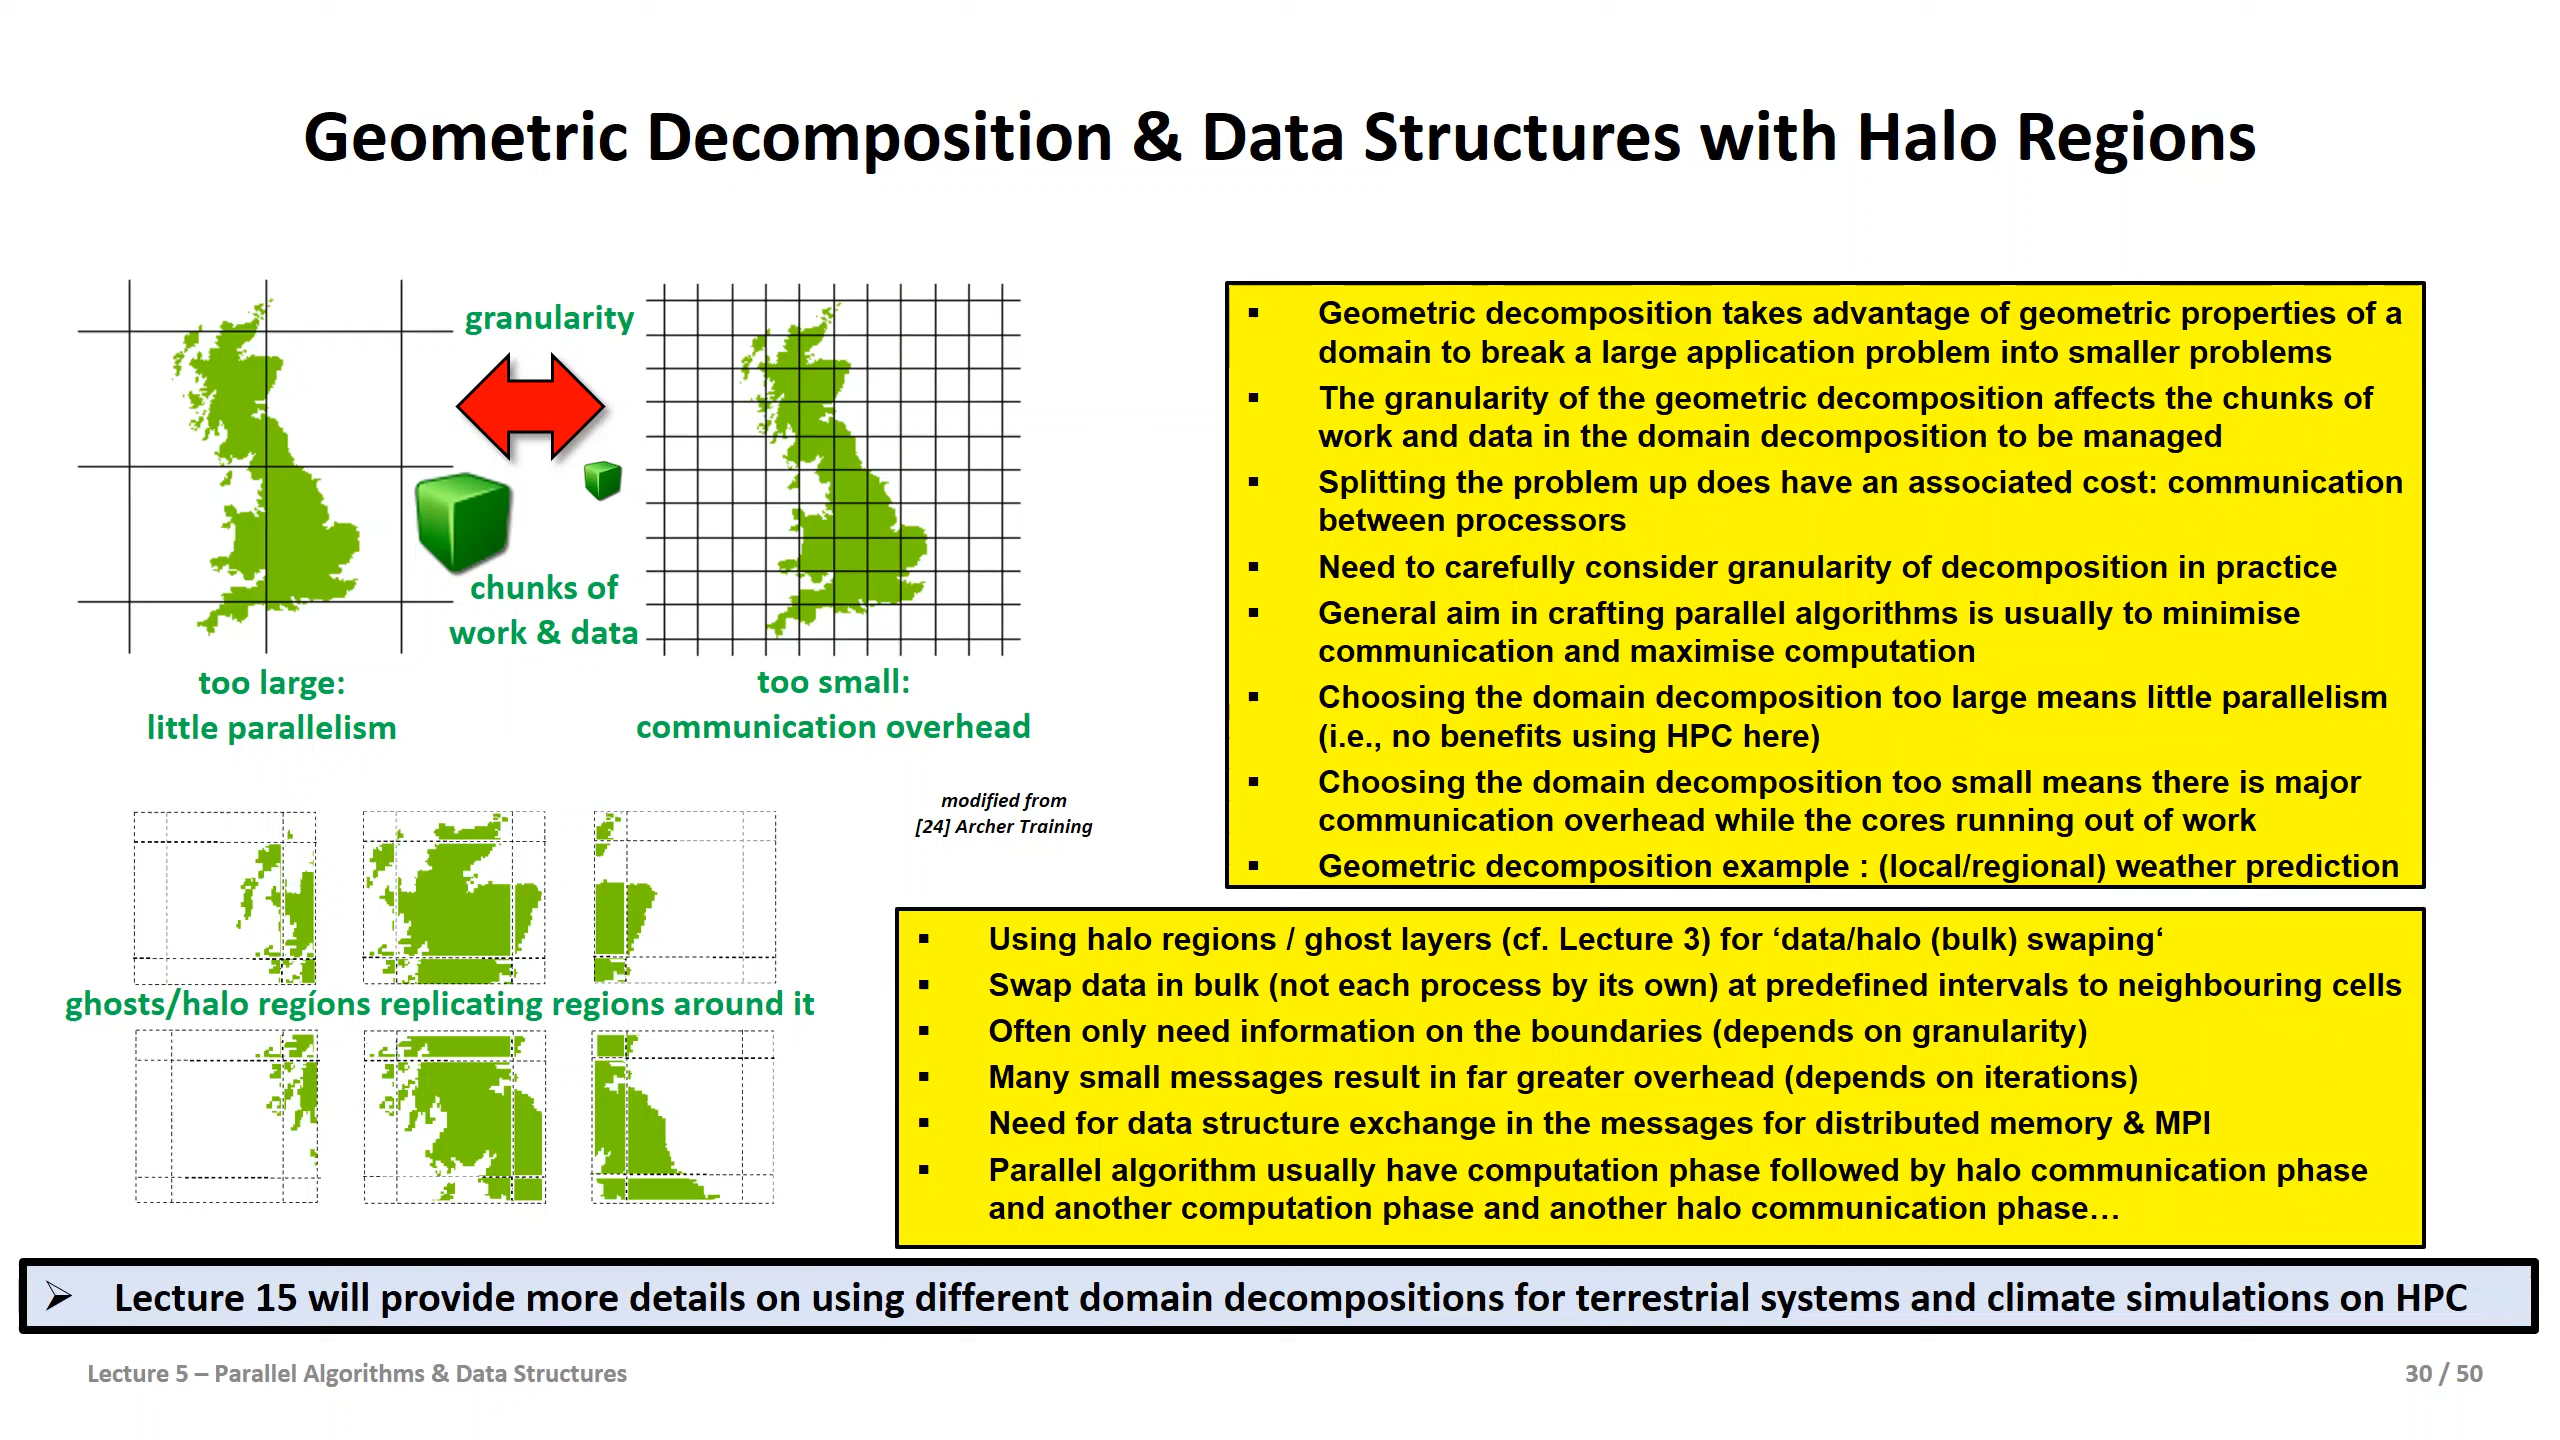 Geometric Decomposition & Data Structures with Halo Regions
granularity
chunks of
work & data
too large:
little parallelism
too small:
communication overhead
modified from
[24] Archer Training
ghosts/halo regíons replicating regions around it
▪ Geometric decomposition takes advantage of geometric properties of a
domain to break a large application problem into smaller problems
▪ The granularity of the geometric decomposition affects the chunks of
work and data in the domain decomposition to be managed
▪ Splitting the problem up does have an associated cost: communication
between processors
▪ Need to carefully consider granularity of decomposition in practice
▪ General aim in crafting parallel algorithms is usually to minimise
communication and maximise computation
▪ Choosing the domain decomposition too large means little parallelism
(i.e., no benefits using HPC here)
▪ Choosing the domain decomposition too small means there is major
communication overhead while the cores running out of work
▪ Geometric decomposition example : (local/regional) weather prediction
▪ Using halo regions / ghost layers (cf. Lecture 3) for ‘data/halo (bulk) swaping‘
▪ Swap data in bulk (not each process by its own) at predefined intervals to neighbouring cells
▪ Often only need information on the boundaries (depends on granularity)
▪ Many small messages result in far greater overhead (depends on iterations)
▪ Need for data structure exchange in the messages for distributed memory & MPI
▪ Parallel algorithm usually have computation phase followed by halo communication phase
and another computation phase and another halo communication phase…
➢ Lecture 15 will provide more details on using different domain decompositions for terrestrial systems and climate simulations on HPC
Lecture 5 – Parallel Algorithms & Data Structures
30 / 50